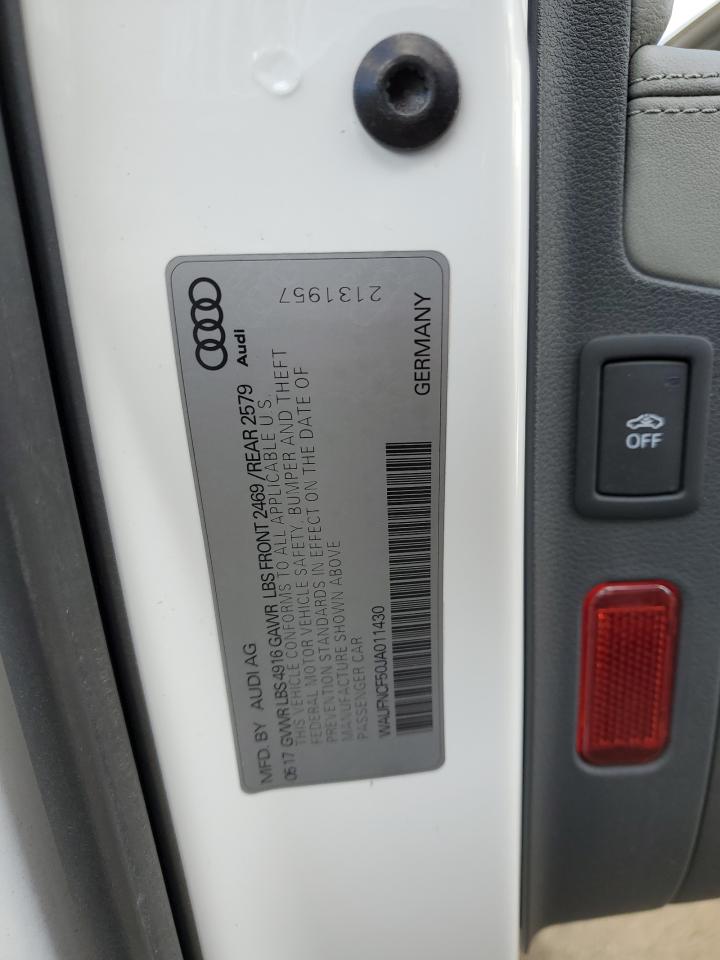 MFD. BY AUDI AG
Audi
05 17 GVWR LBS 4916 GAWR LBS FRONT 2469 / REAR 2579
THIS VEHICLE CONFORMS TO ALL APPLICABLE U S.
FEDERAL MOTOR VEHICLE SAFETY, BUMPER AND THEFT
PREVENTION STANDARDS IN EFFECT ON THE DATE OF
MANUFACTURE SHOWN ABOVE
PASSENGER CAR
2131957
WAUFNCF50JA011430
GERMANY
OFF